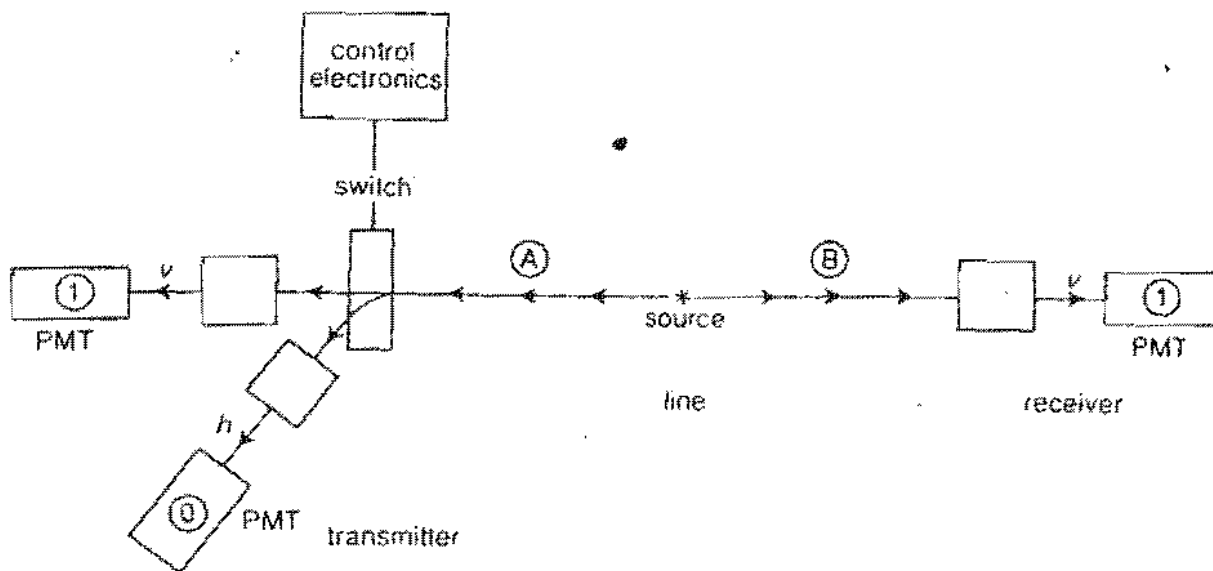 control
electronics
switch
A
B
v
v
1
1
PMT
source
PMT
line
receiver
h
0
PMT
transmitter